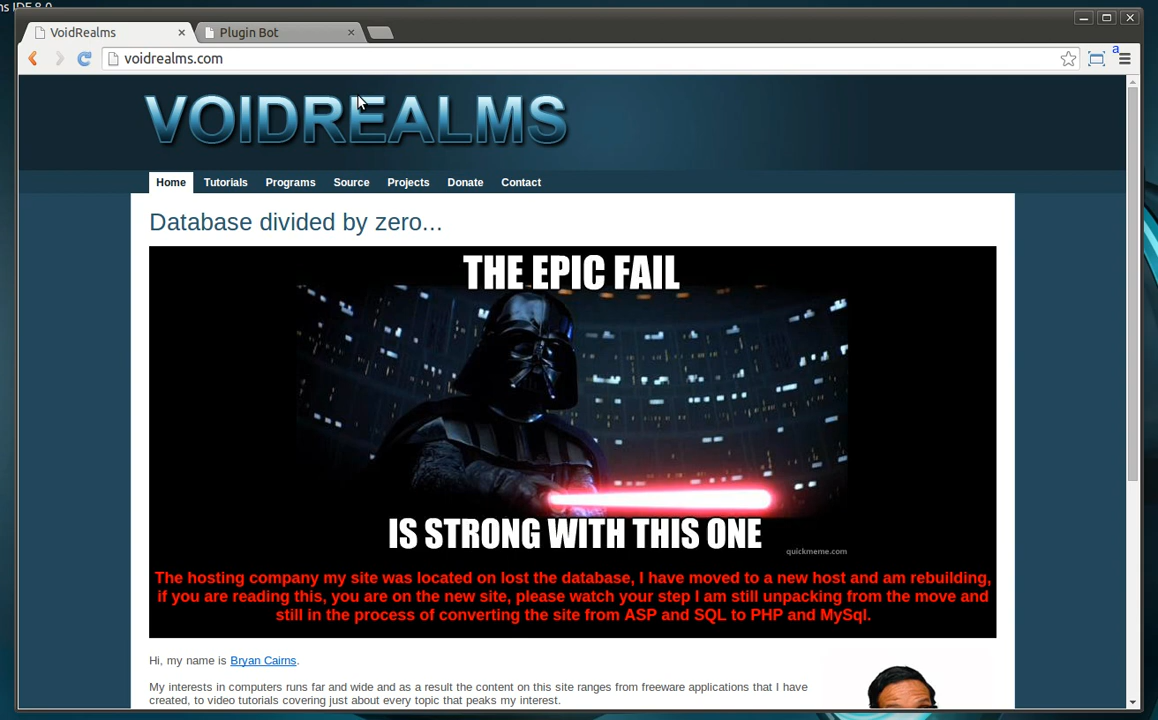 ns IDE 8.0
VoidRealms
Plugin Bot
voidrealms.com
a
VOIDREALMS
Home Tutorials Programs Source Projects Donate Contact
Database divided by zero...
THE EPIC FAIL
IS STRONG WITH THIS ONE
quickmeme.com
The hosting company my site was located on lost the database, I have moved to a new host and am rebuilding,
if you are reading this, you are on the new site, please watch your step I am still unpacking from the move and
still in the process of converting the site from ASP and SQL to PHP and MySql.
Hi, my name is Bryan Cairns.
My interests in computers runs far and wide and as a result the content on this site ranges from freeware applications that I have
created, to video tutorials covering just about every topic that peaks my interest.